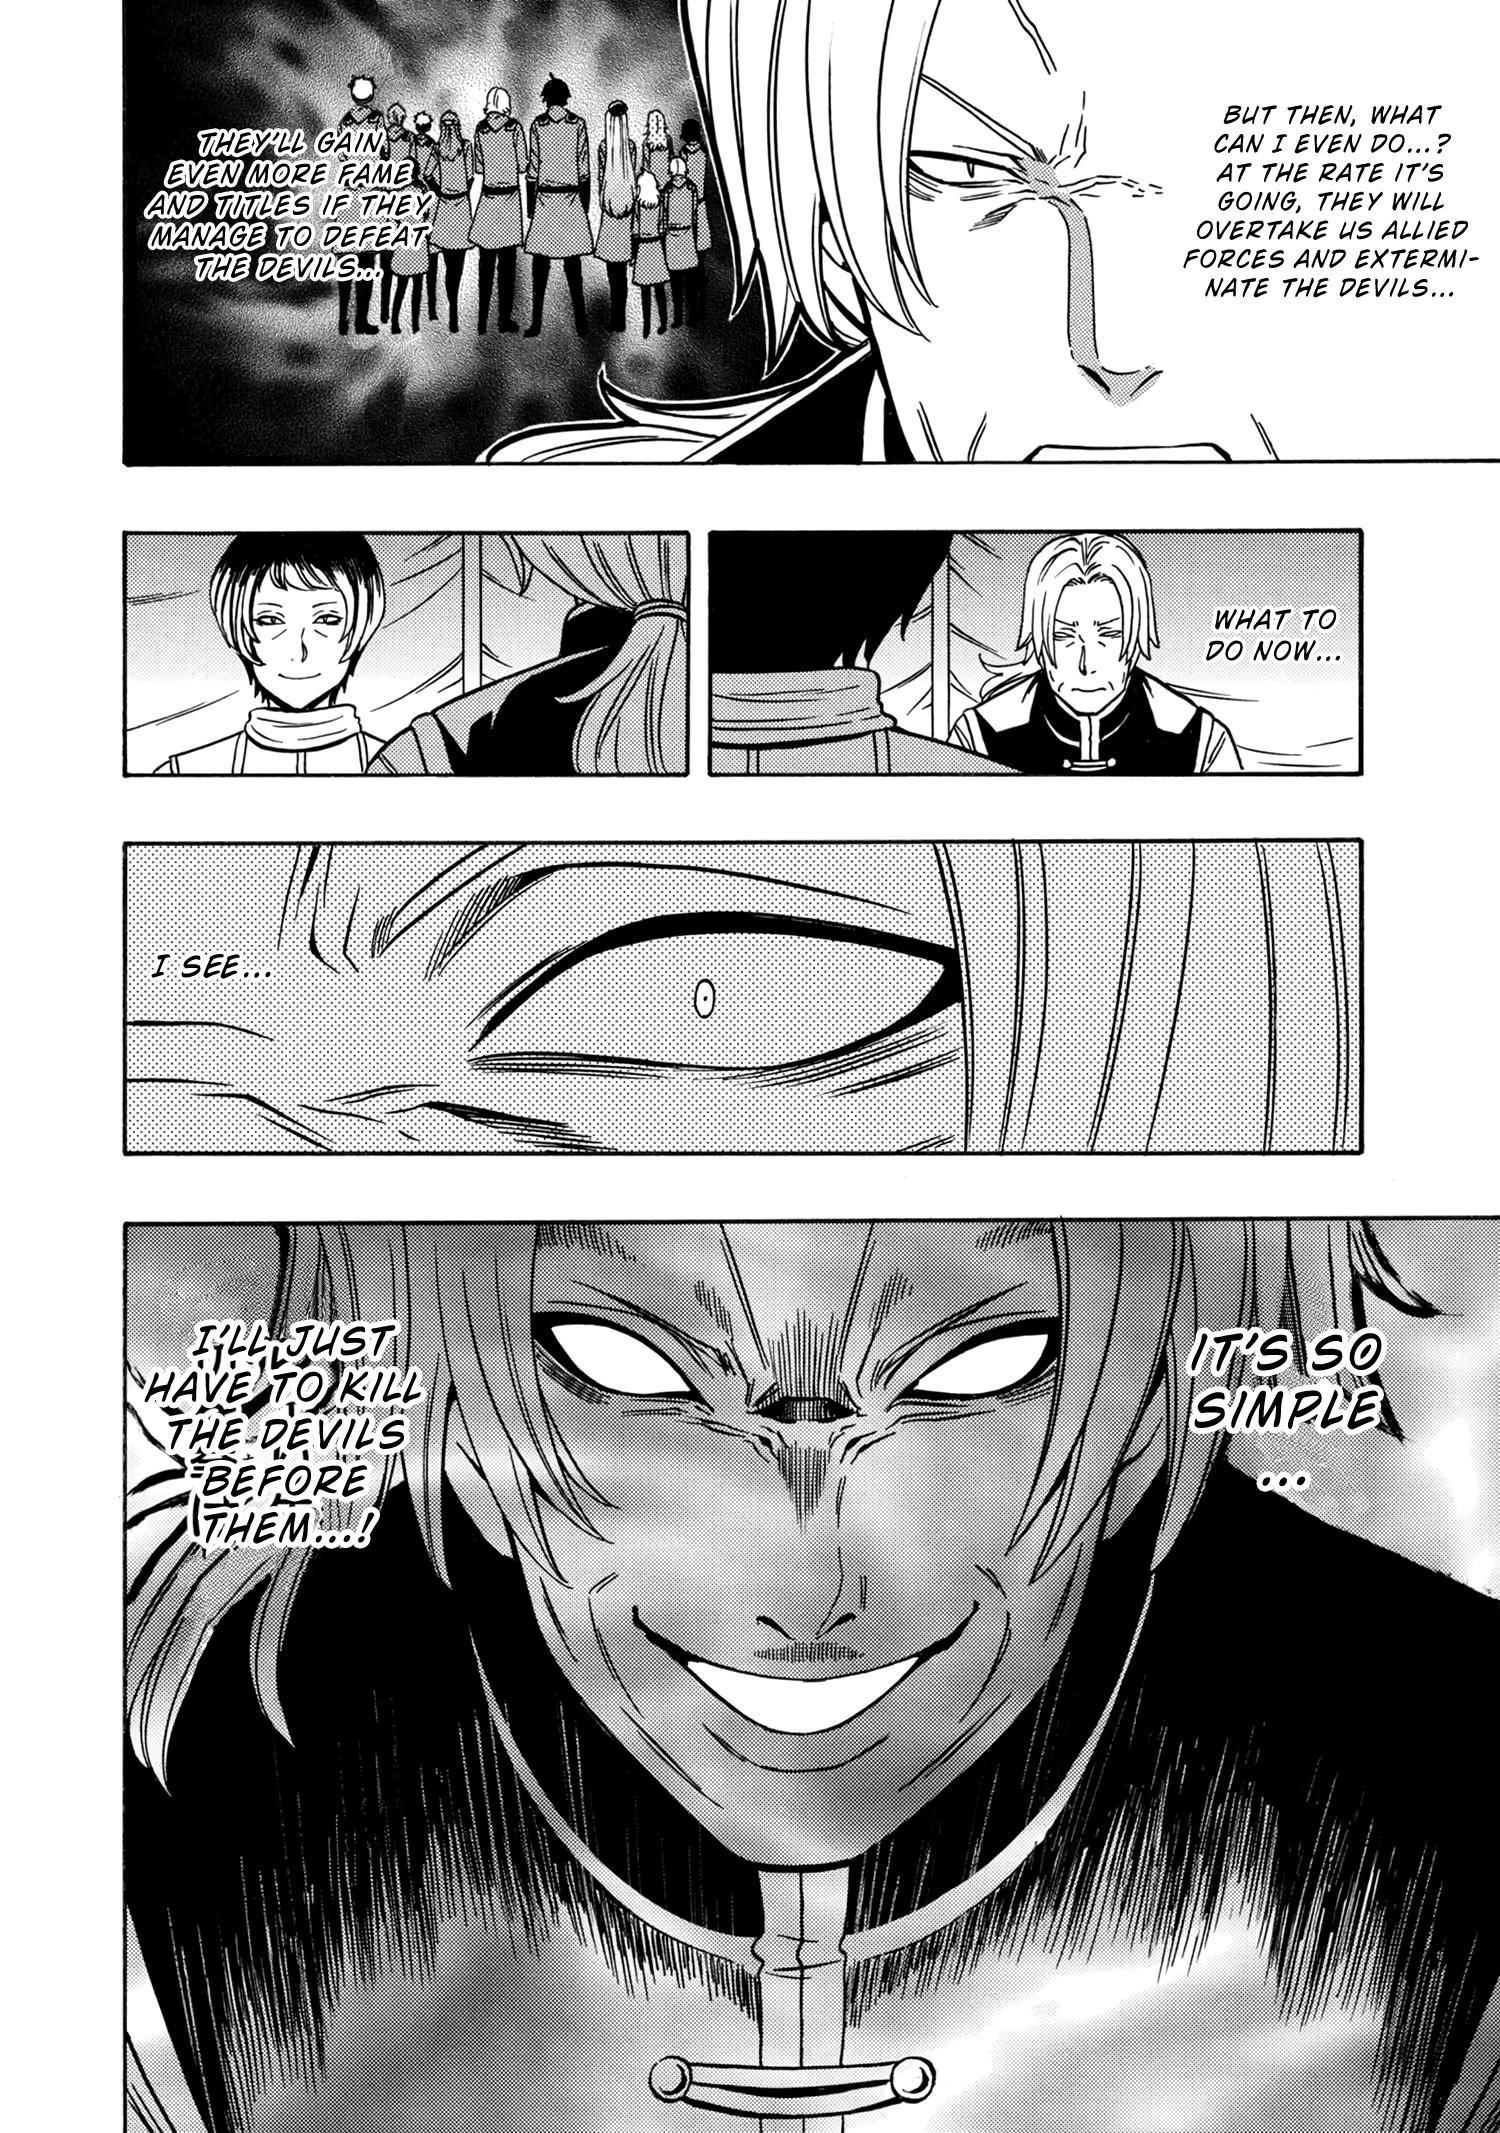 BUT THEN, WHAT
CAN I EVEN DO...?
AT THE RATE IT'S
GOING, THEY WILL
OVERTAKE US ALLIED
FORCES AND EXTERMI-
NATE THE DEVILS...
THEY'LL GAIN
EVEN MORE FAME
AND TITLES IF THEY
MANAGE TO DEFEAT
THE DEVILS...
WHAT TO
DO NOW...
I SEE...
IT'S SO
SIMPLE
...
I'LL JUST
HAVE TO KILL
THE DEVILS
BEFORE
THEM...!